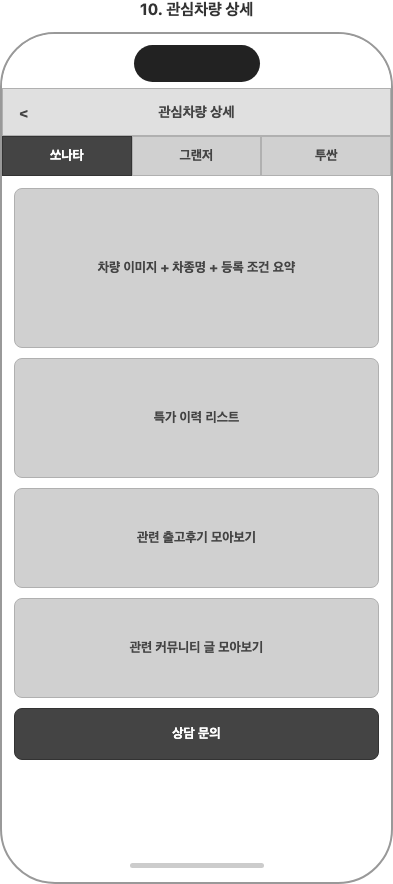 10. 관심차량 상세
<
관심차량 상세
쏘나타
그랜저
투싼
차량 이미지 + 차종명 + 등록 조건 요약
특가 이력 리스트
관련 출고후기 모아보기
관련 커뮤니티 글 모아보기
상담 문의